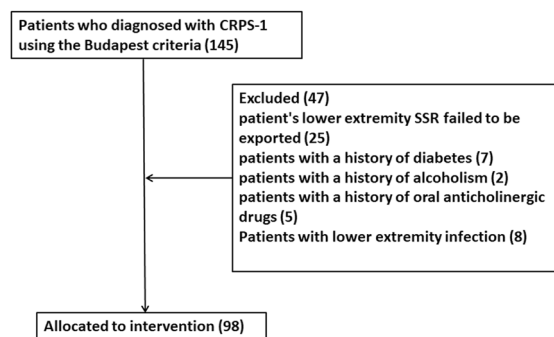 Patients who diagnosed with CRPS-1
using the Budapest criteria (145)
Excluded (47)
patient's lower extremity SSR failed to be
exported (25)
patients with a history of diabetes (7)
patients with a history of alcoholism (2)
patients with a history of oral anticholinergic
drugs (5)
Patients with lower extremity infection (8)
Allocated to intervention (98)